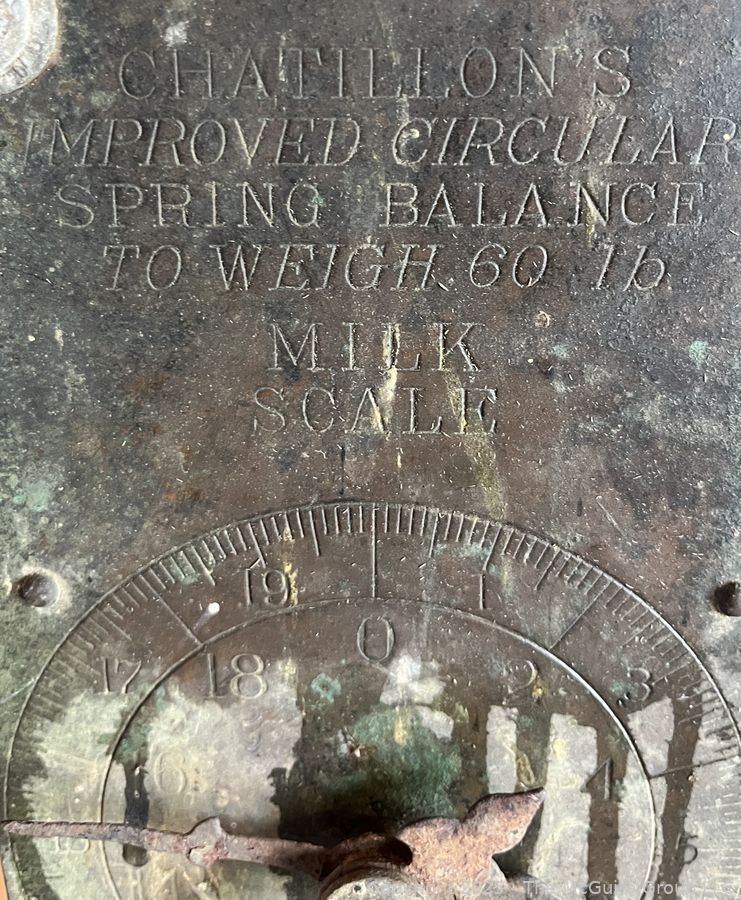 CHATILLON'S
IMPROVED CIRCULAR
SPRING BALANCE
TO WEIGH 60 lb.
MILK
SCALE
19 1
0
17 18 2 3
16 4
5